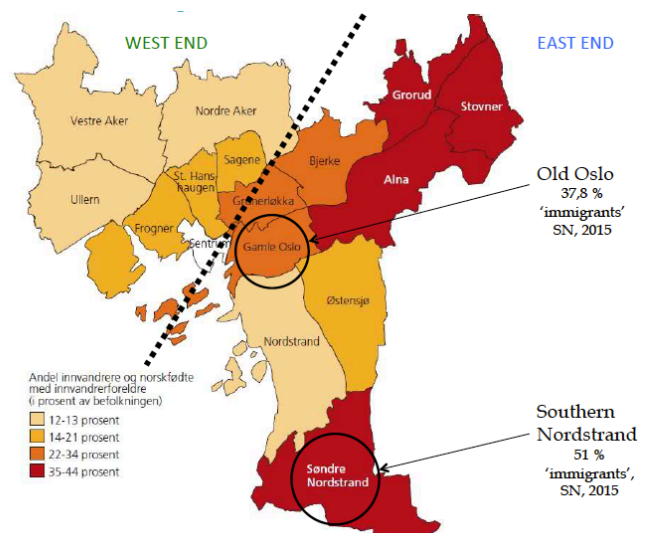 WEST END
EAST END
Grorud
Stovner
Nordre Aker
Vestre Aker
Sagene
Bjerke
St. Hans-
haugen
Alna
Ullern
Grünerløkka
Frogner
Sentrum
Gamle Oslo
Old Oslo
37,8 %
‘immigrants’
SN, 2015
Østensjø
Nordstrand
Andel innvandrere og norskfødte
med innvandrerforeldre
(i prosent av befolkningen)
12-13 prosent
14-21 prosent
22-34 prosent
35-44 prosent
Søndre
Nordstrand
Southern
Nordstrand
51 %
‘immigrants’,
SN, 2015